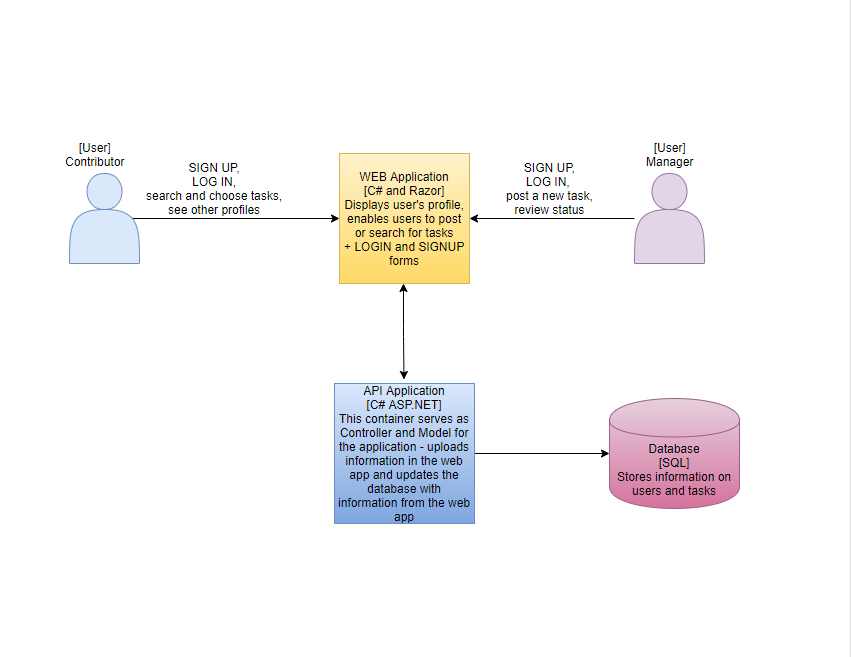 [User]
Contributor
SIGN UP,
LOG IN,
search and choose tasks,
see other profiles
WEB Application
[C# and Razor]
Displays user's profile,
enables users to post
or search for tasks
+ LOGIN and SIGNUP
forms
SIGN UP,
LOG IN,
post a new task,
review status
[User]
Manager
API Application
[C# ASP.NET]
This container serves as
Controller and Model for
the application - uploads
information in the web
app and updates the
database with
information from the web
app
Database
[SQL]
Stores information on
users and tasks